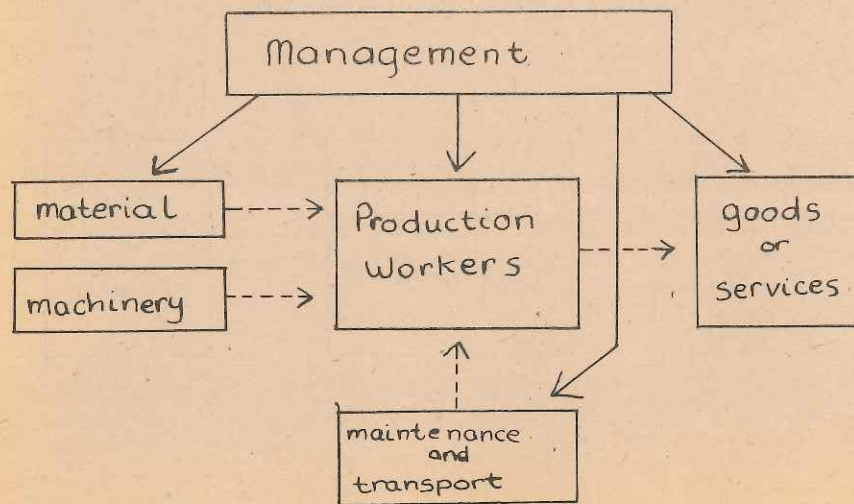 Management
material
machinery
Production
Workers
goods
or
services
maintenance
and
transport